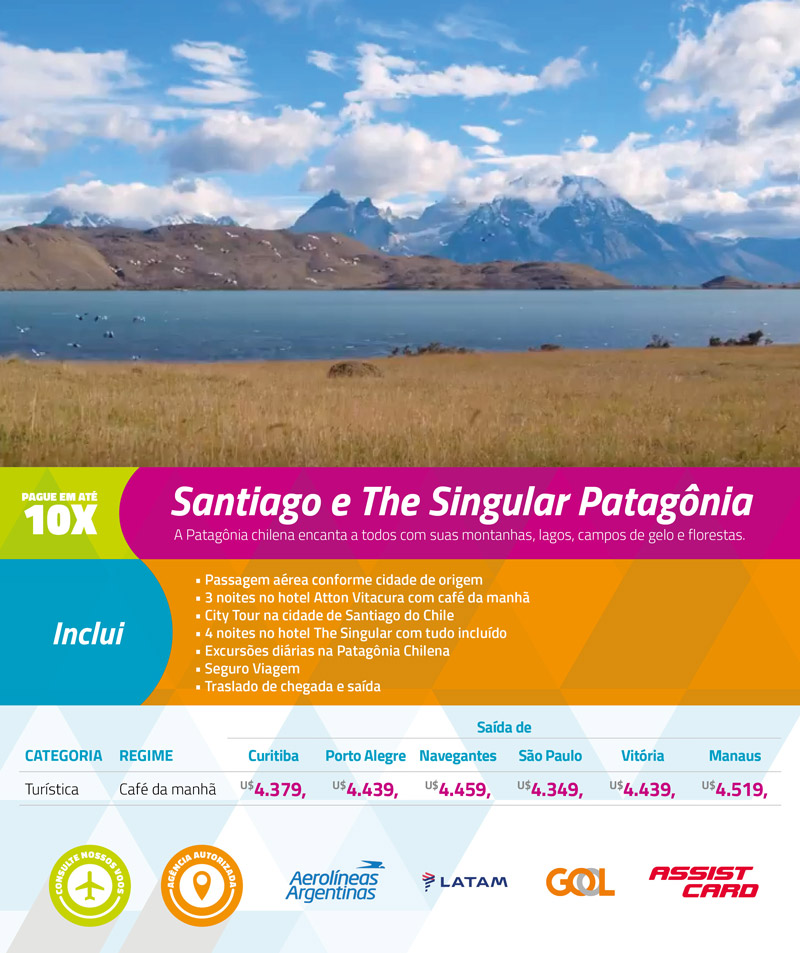 PAGUE EM ATÉ
10X
Santiago e The Singular Patagônia
A Patagônia chilena encanta a todos com suas montanhas, lagos, campos de gelo e florestas.
Inclui
• Passagem aérea conforme cidade de origem
• 3 noites no hotel Atton Vitacura com café da manhã
• City Tour na cidade de Santiago do Chile
• 4 noites no hotel The Singular com tudo incluído
• Excursões diárias na Patagônia Chilena
• Seguro Viagem
• Traslado de chegada e saída
Saída de
CATEGORIA REGIME Curitiba Porto Alegre Navegantes São Paulo Vitória Manaus
Turística Café da manhã U$4.379, U$4.439, U$4.459, U$4.349, U$4.439, U$4.519,
CONSULTE NOSSOS VOOS
AGÊNCIA AUTORIZADA
Aerolíneas
Argentinas
LATAM
GOL
ASSIST
CARD